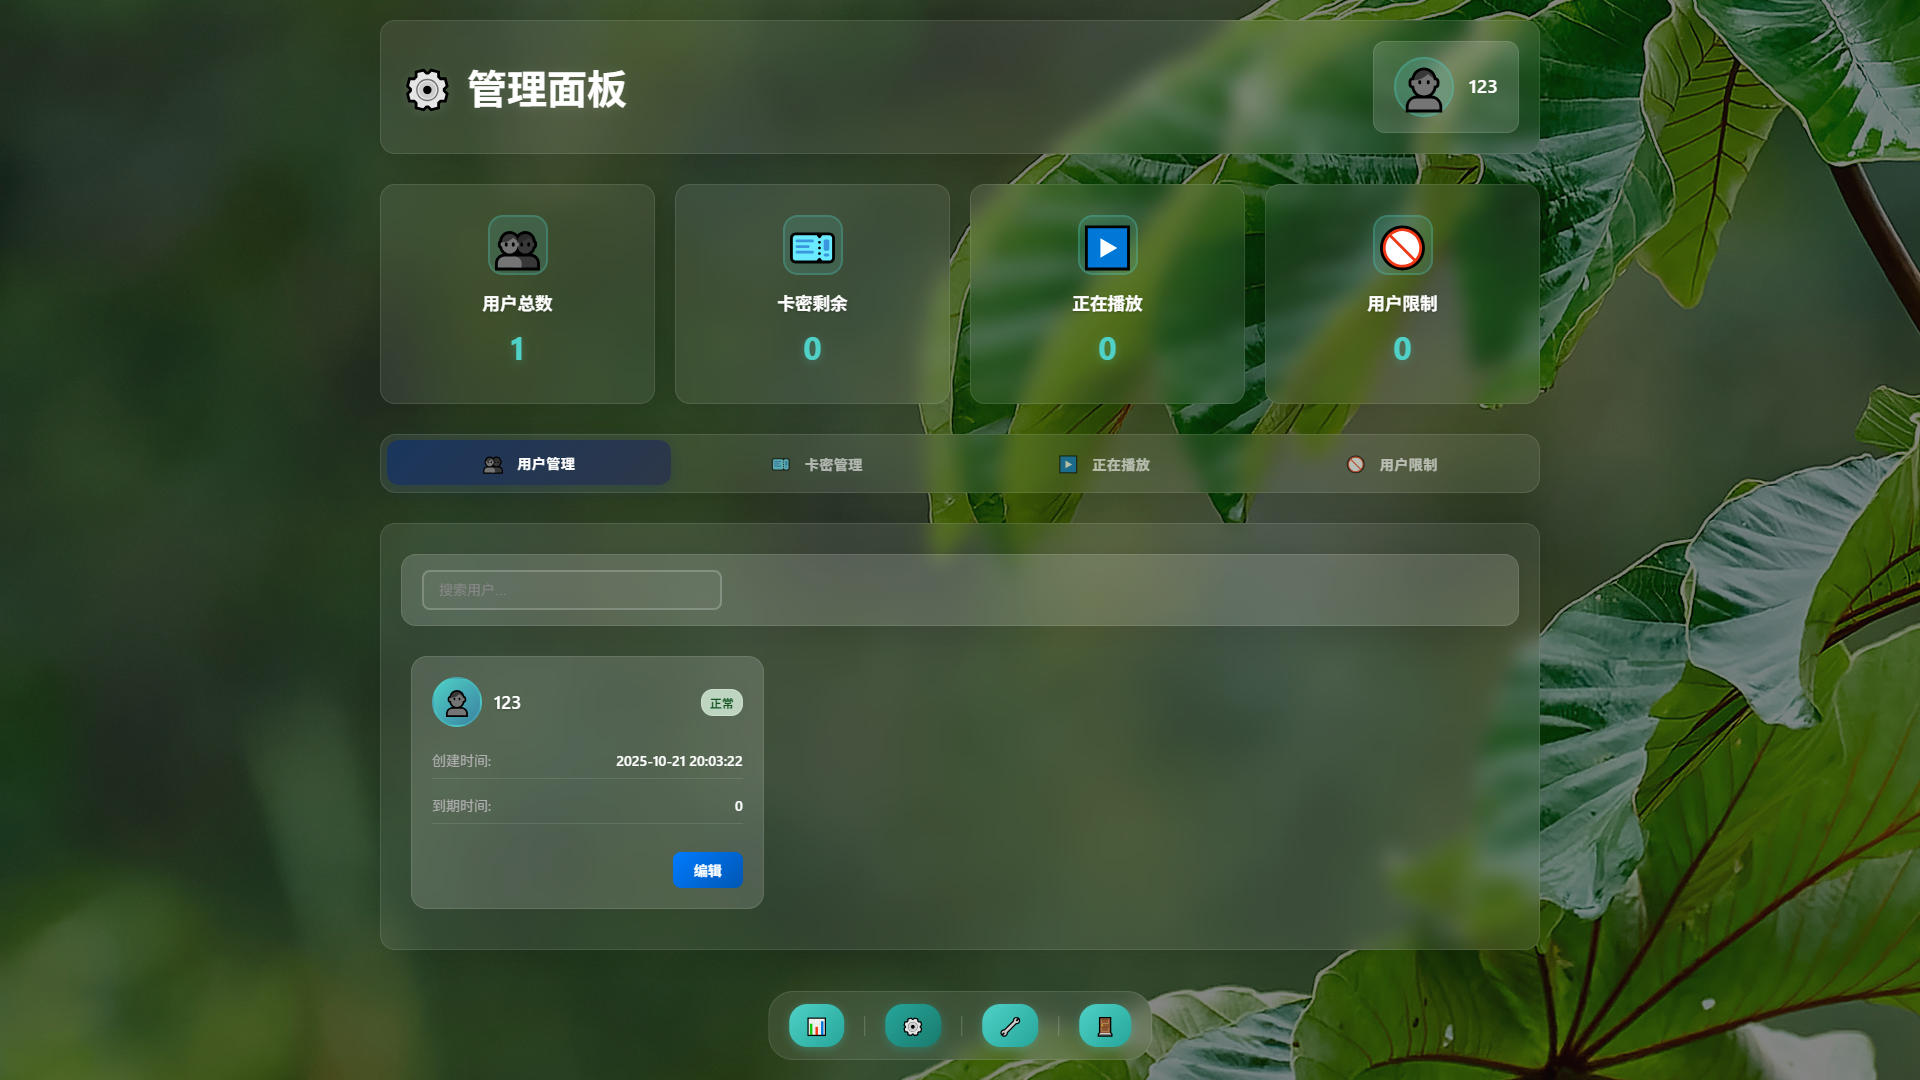 管理面板
123
用户总数
1
卡密剩余
0
正在播放
0
用户限制
0
用户管理
卡密管理
正在播放
用户限制
搜索用户...
123
正常
创建时间:
2025-10-21 20:03:22
到期时间:
0
编辑